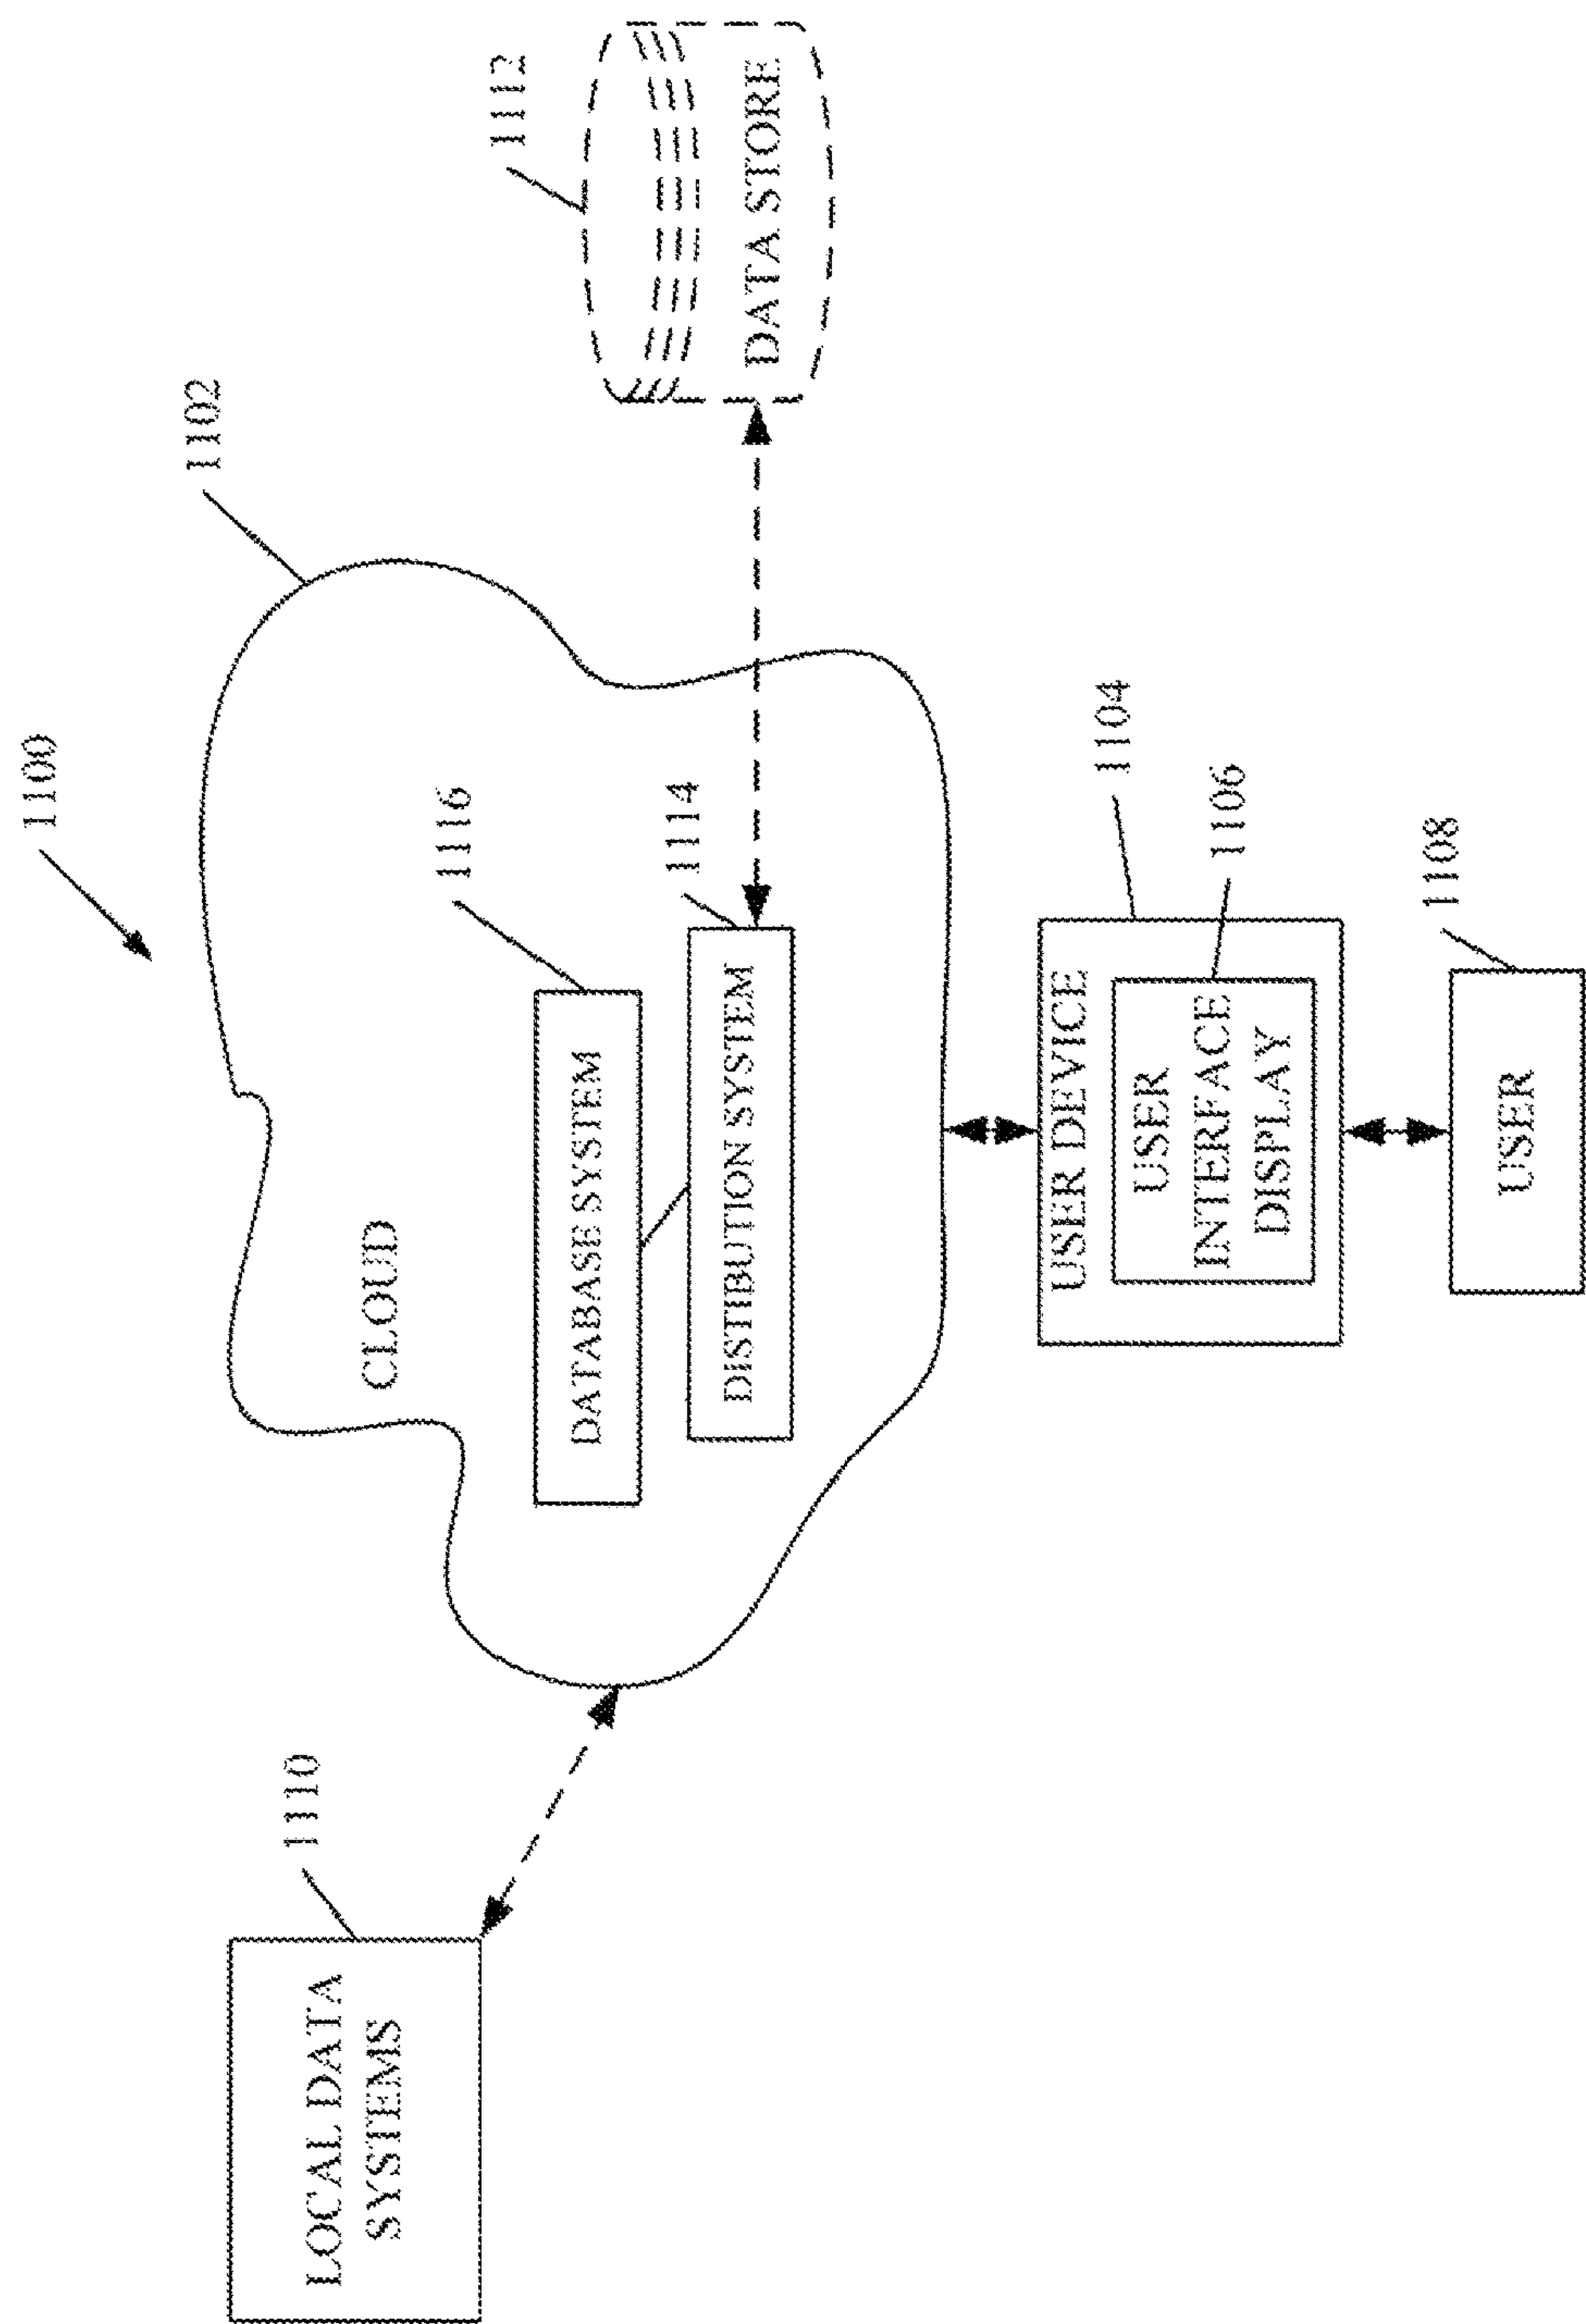 1100
1102
1112
1110
CLOUD
1116
LOCAL DATA
SYSTEMS
DATABASE SYSTEM
1114
DISTIBUTION SYSTEM
DATA STORE
USER DEVICE
1104
USER
INTERFACE
DISPLAY
1106
USER
1108